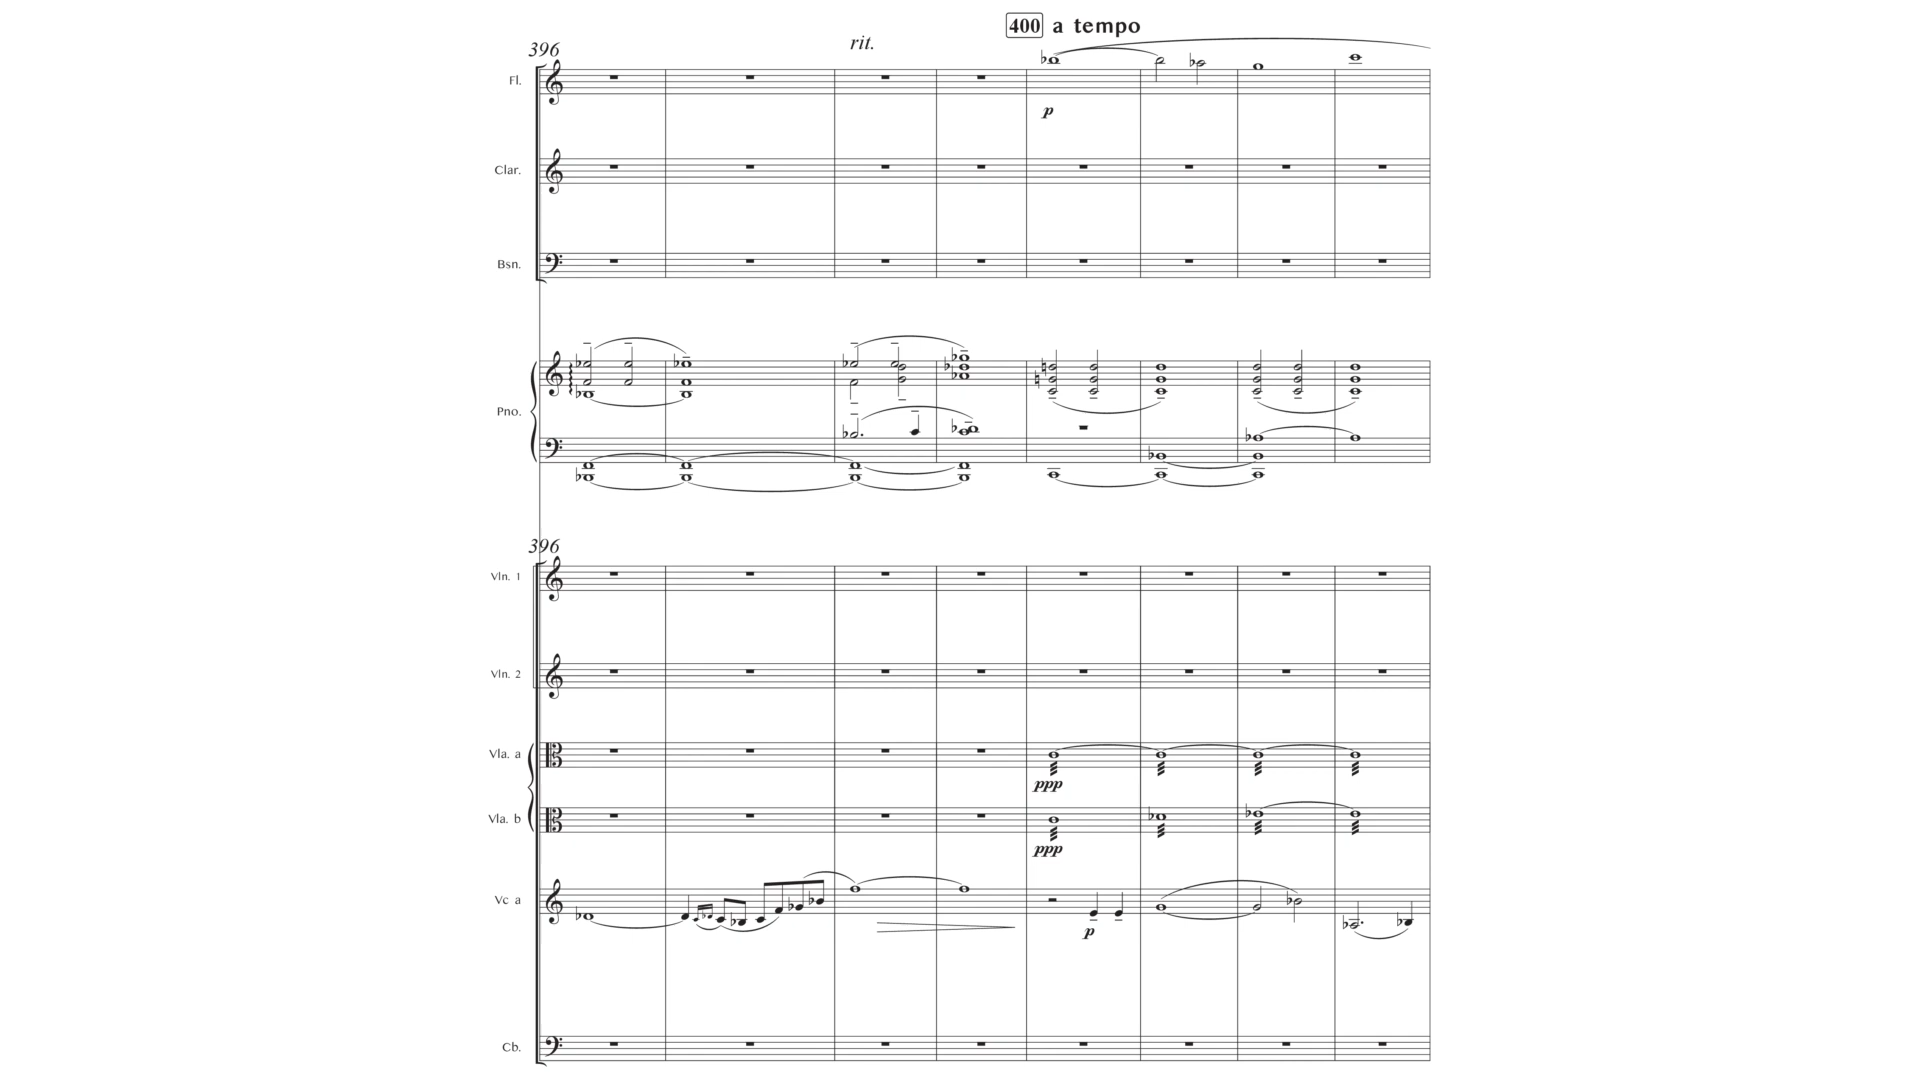 400 a tempo
396 rit.
Fl.
p
Clar.
Bsn.
Pno.
396
Vln. 1
Vln. 2
Vla. a
ppp
Vla. b
ppp
Vc a
p
Cb.